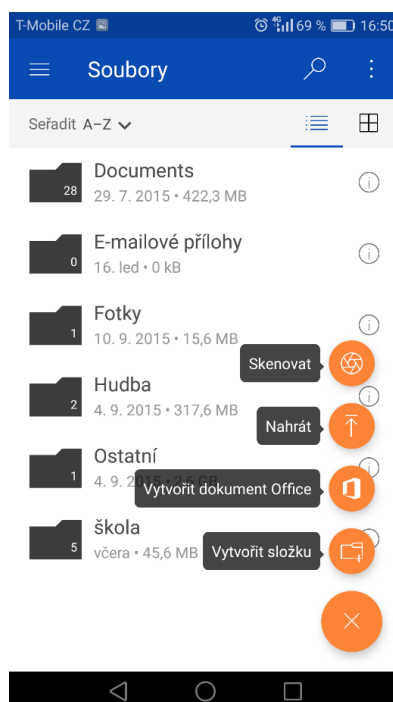 T-Mobile CZ 4G 69 % 16:50
Soubory
Seřadit A–Z
Documents
28
29. 7. 2015 • 422,3 MB
E-mailové přílohy
0
16. led • 0 kB
Fotky
1
10. 9. 2015 • 15,6 MB
Skenovat
Hudba
2
4. 9. 2015 • 317,6 MB
Nahrát
Ostatní
1
4. 9. 2015 • 2,6 GB
Vytvořit dokument Office
škola
5
včera • 45,6 MB
Vytvořit složku